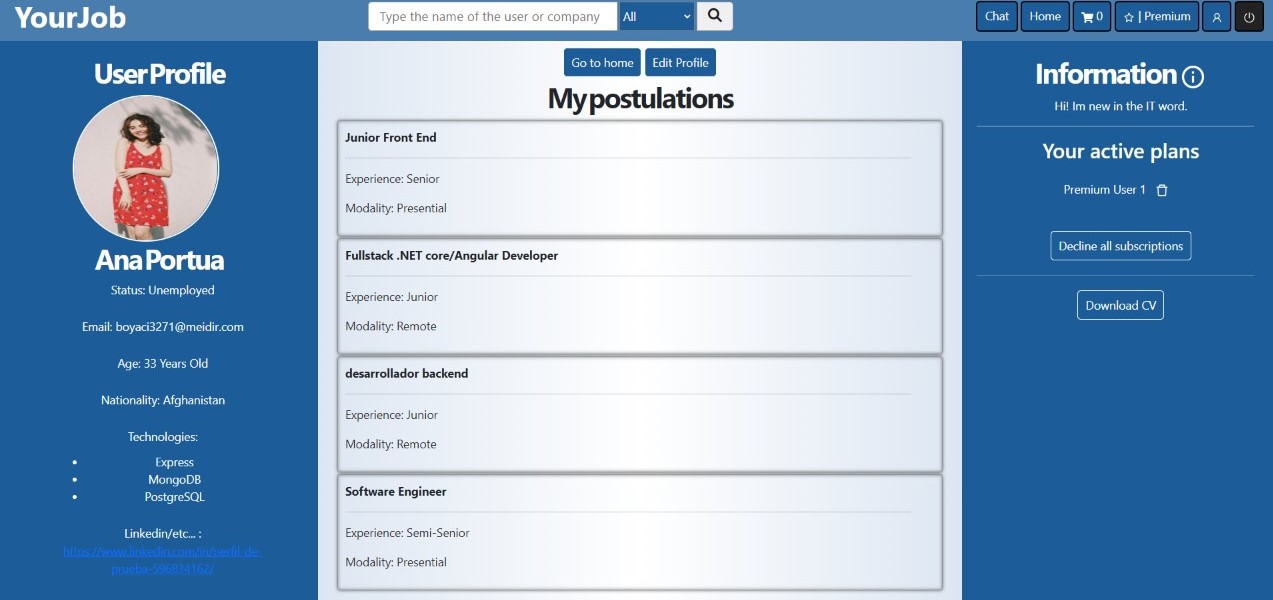 YourJob
Type the name of the user or company
All
Chat
Home
0
| Premium
User Profile
Ana Portua
Status: Unemployed
Email: boyaci3271@meidir.com
Age: 33 Years Old
Nationality: Afghanistan
Technologies:
Express
MongoDB
PostgreSQL
Linkedin/etc... :
https://www.linkedin.com/in/perfil-de-
prueba-596834162/
Go to home
Edit Profile
My postulations
Junior Front End
Experience: Senior
Modality: Presential
Fullstack .NET core/Angular Developer
Experience: Junior
Modality: Remote
desarrollador backend
Experience: Junior
Modality: Remote
Software Engineer
Experience: Semi-Senior
Modality: Presential
Information
Hi! Im new in the IT word.
Your active plans
Premium User 1
Decline all subscriptions
Download CV